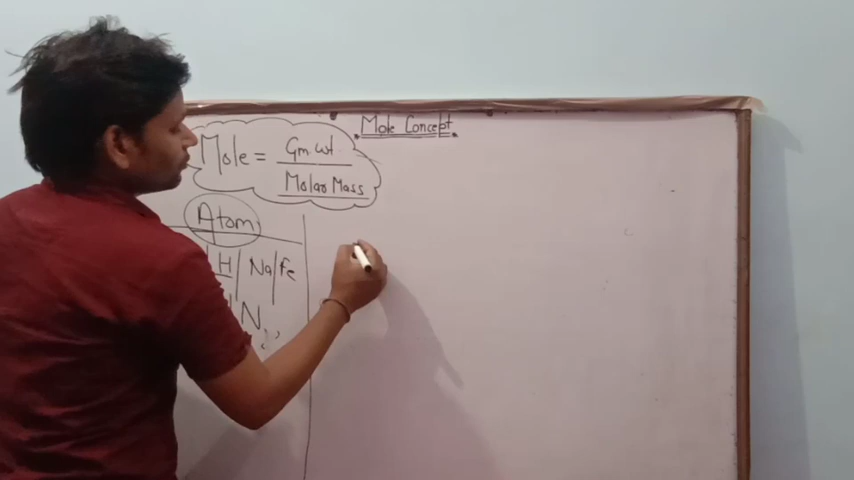 Mole Concept
Mole = Gm. wt
Molar Mass
Atom
H | Na | Fe
N